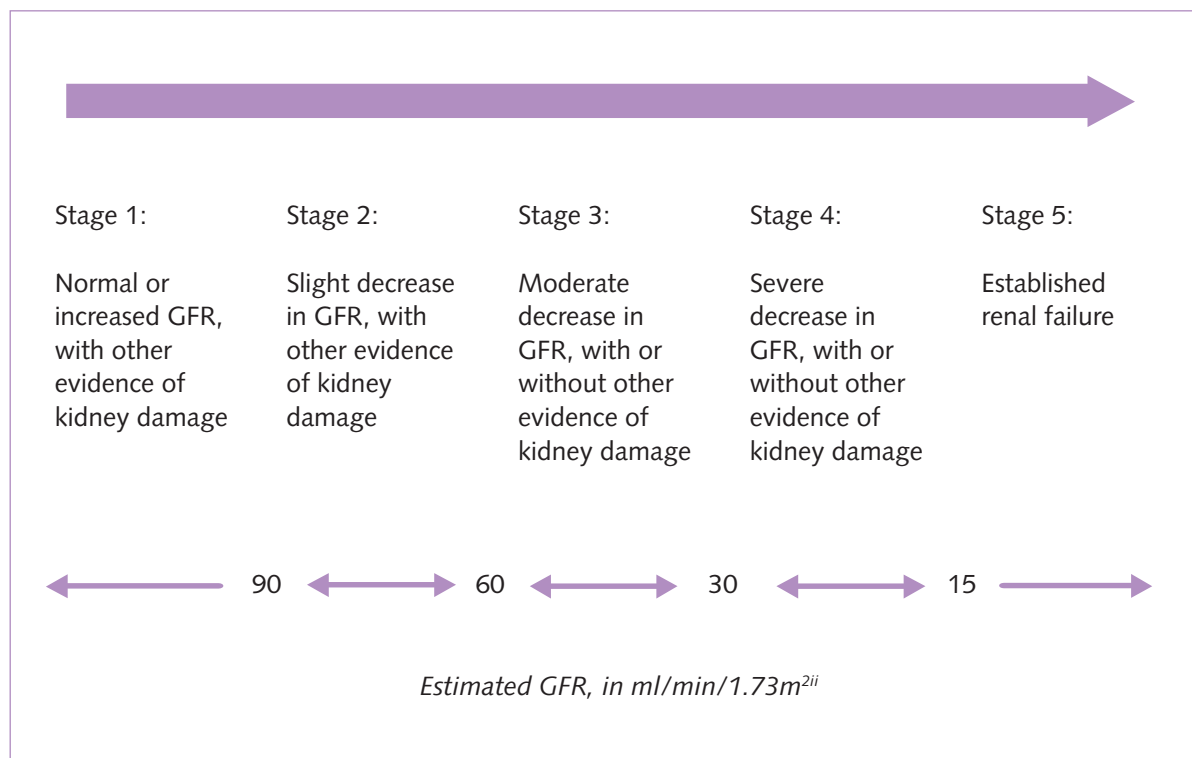 Stage 1:
Normal or
increased GFR,
with other
evidence of
kidney damage
Stage 2:
Slight decrease
in GFR, with
other evidence
of kidney
damage
Stage 3:
Moderate
decrease in
GFR, with or
without other
evidence of
kidney damage
Stage 4:
Severe
decrease in
GFR, with or
without other
evidence of
kidney damage
Stage 5:
Established
renal failure
90 60 30 15
Estimated GFR, in ml/min/1.73m²ⁱⁱ